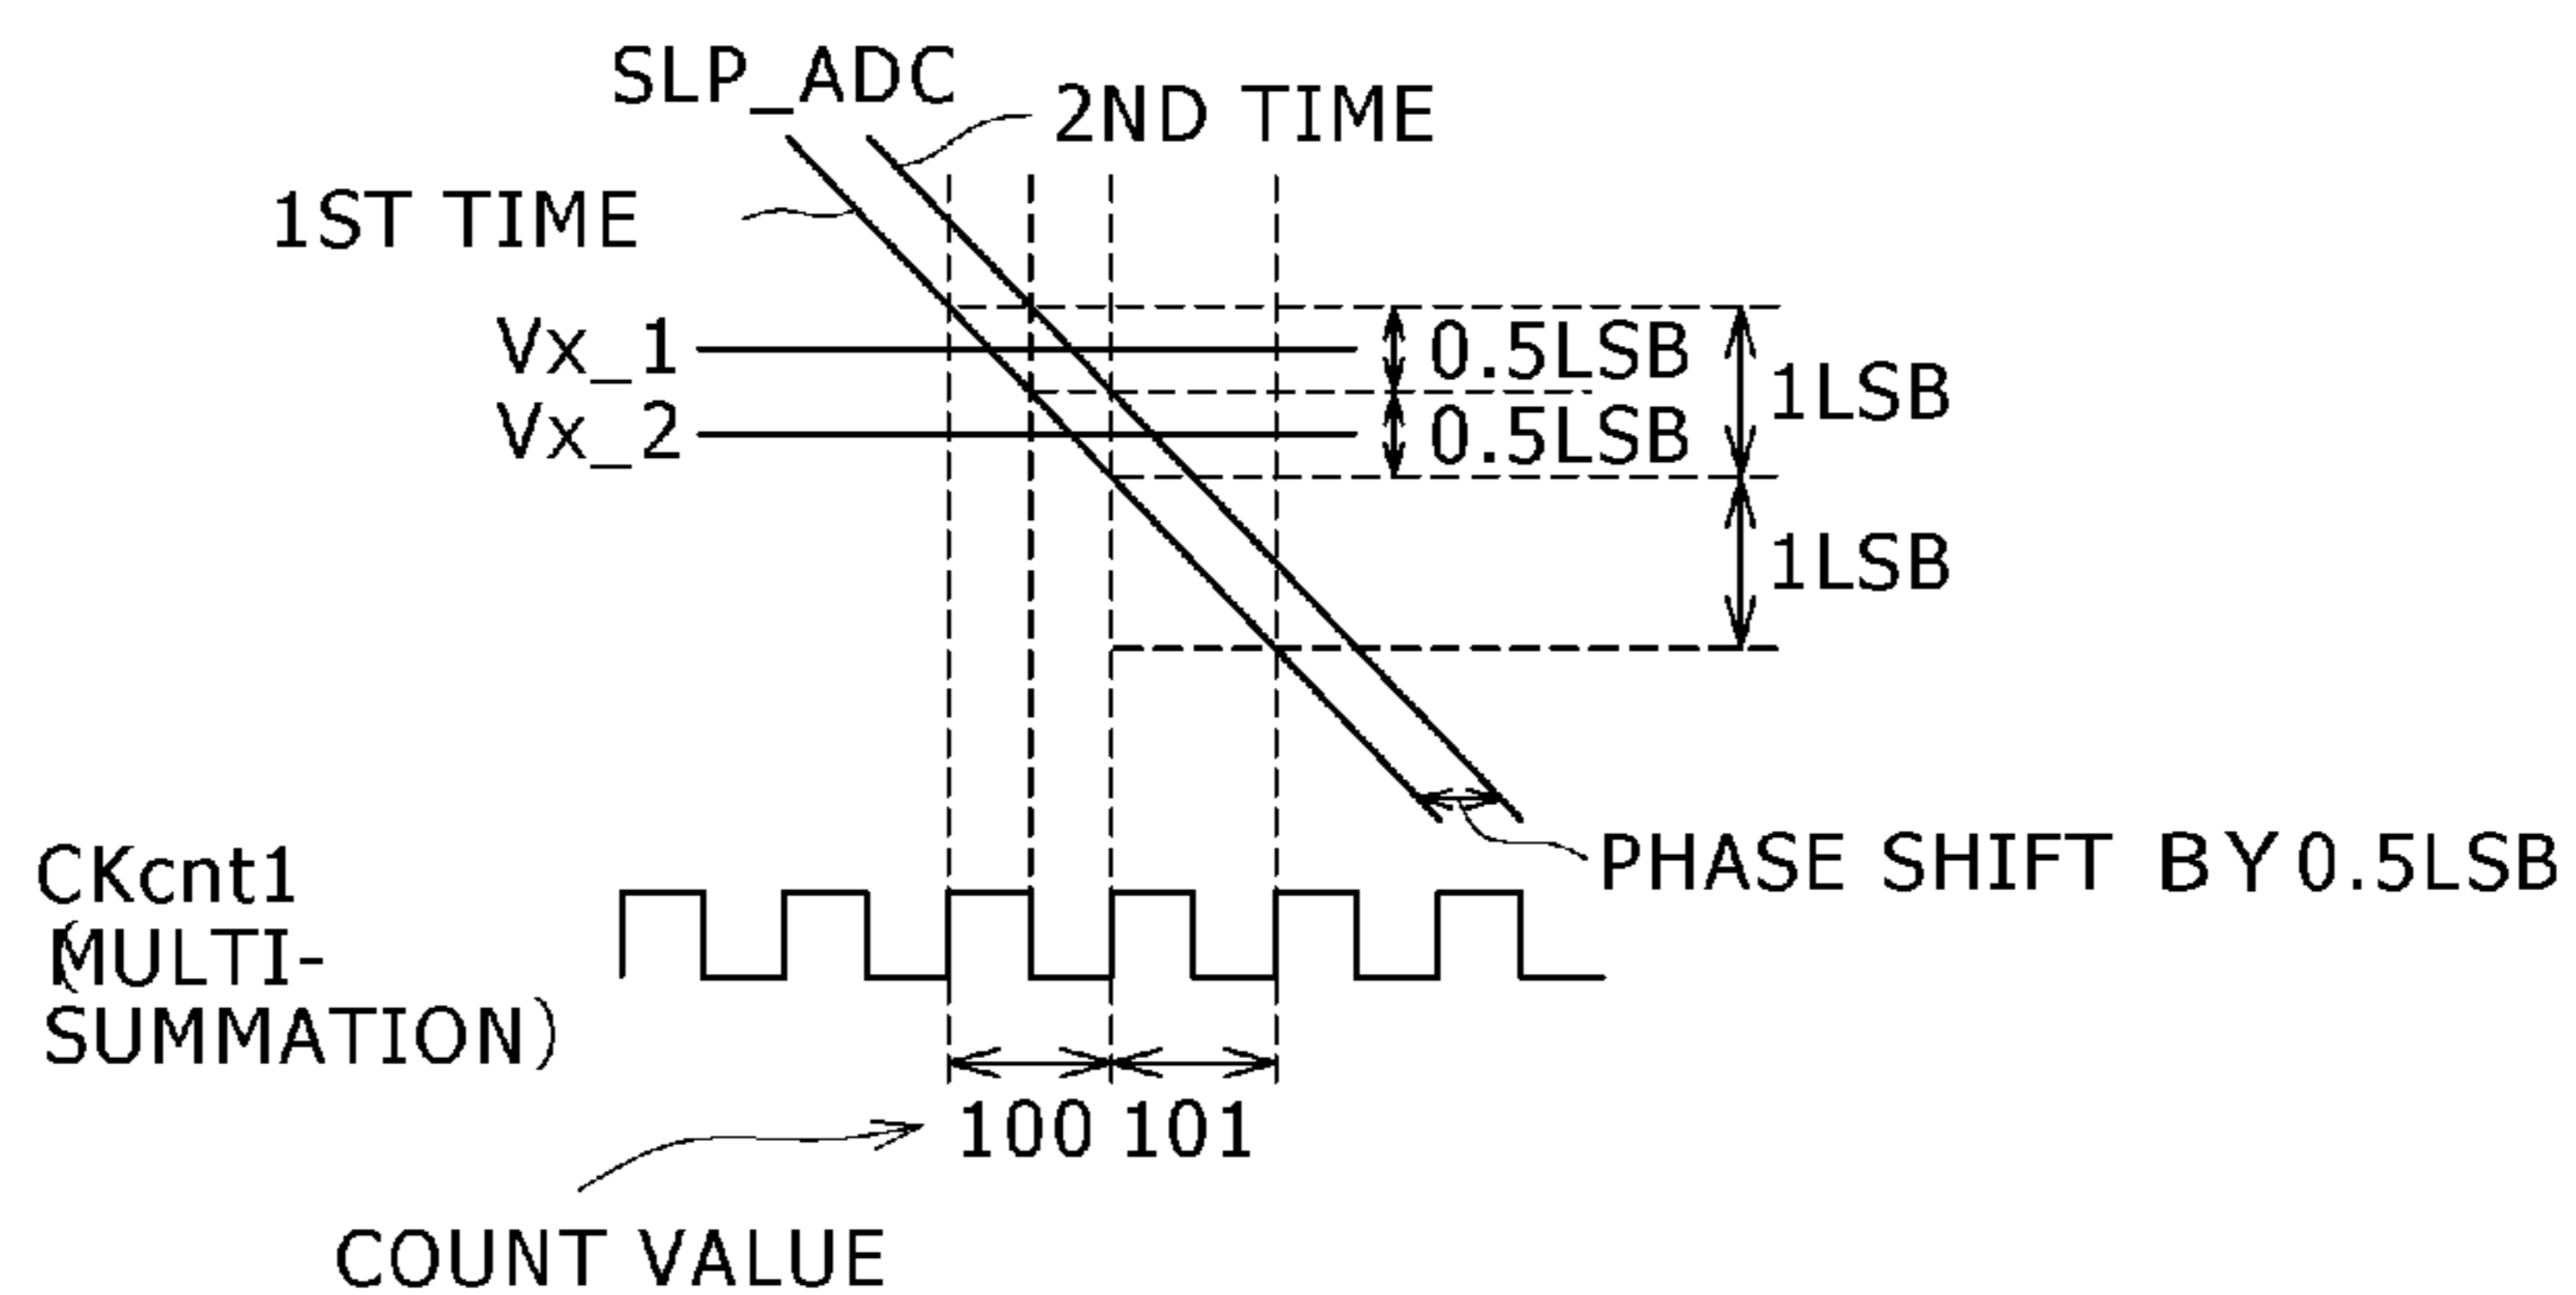 SLP_ADC
2ND TIME
1ST TIME
Vx_1
0.5LSB
1LSB
Vx_2
0.5LSB
1LSB
PHASE SHIFT BY 0.5LSB
CKcnt1
(MULTI-
SUMMATION)
100 101
COUNT VALUE